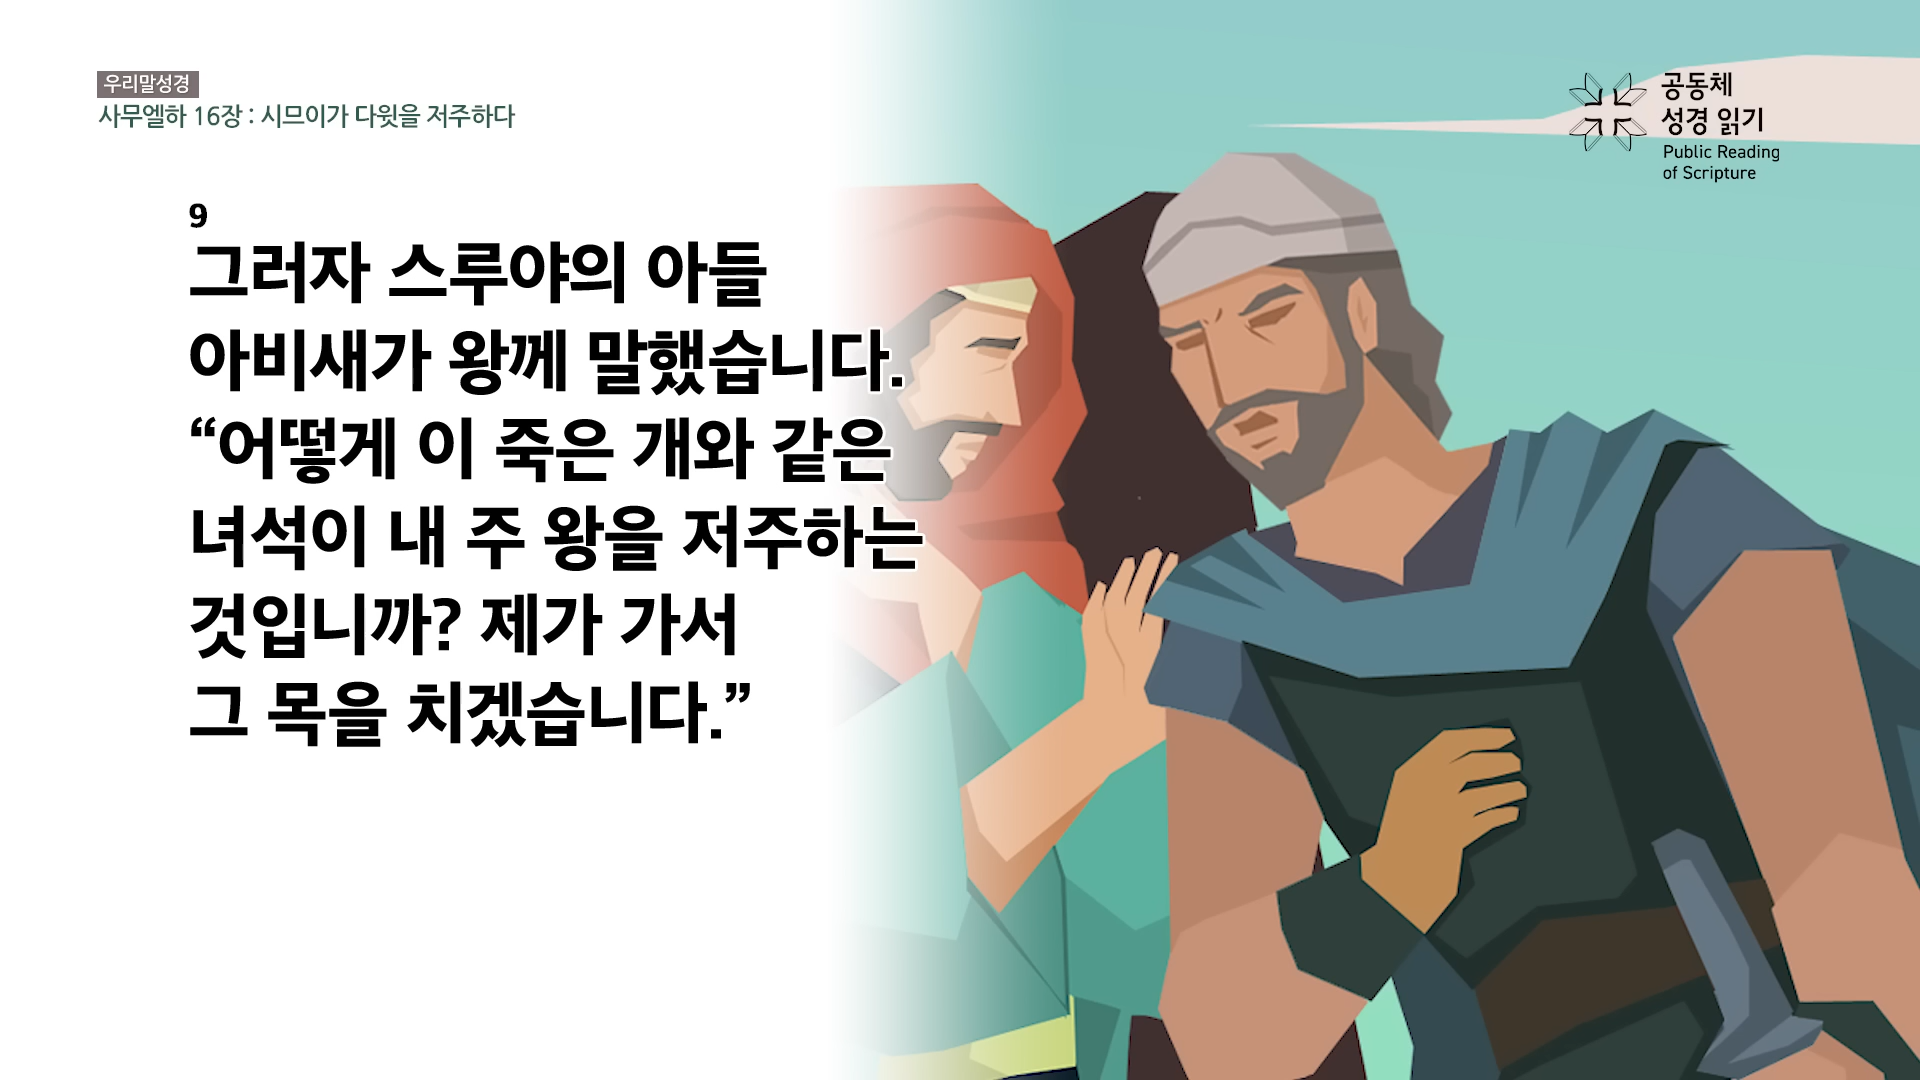 우리말성경
사무엘하 16장 : 시므이가 다윗을 저주하다
공동체
성경 읽기
Public Reading
of Scripture
9
그러자 스루야의 아들
아비새가 왕께 말했습니다.
“어떻게 이 죽은 개와 같은
녀석이 내 주 왕을 저주하는
것입니까? 제가 가서
그 목을 치겠습니다.”